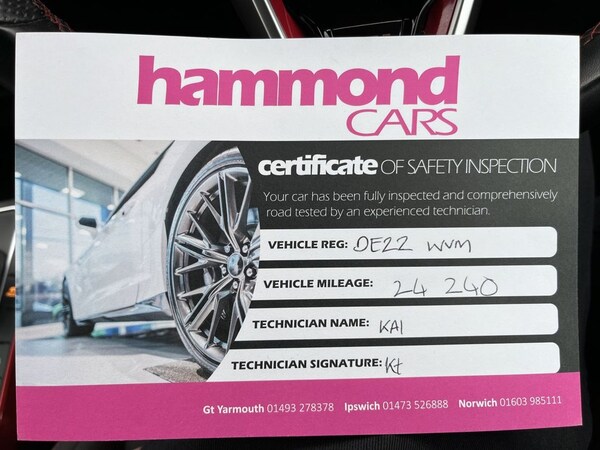 hammond
CARS
certificate OF SAFETY INSPECTION
Your car has been fully inspected and comprehensively
road tested by an experienced technician.
VEHICLE REG: DE22 WVM
VEHICLE MILEAGE: 24 240
TECHNICIAN NAME: KAI
TECHNICIAN SIGNATURE: Kt
Gt Yarmouth 01493 278378 Ipswich 01473 526888 Norwich 01603 985111